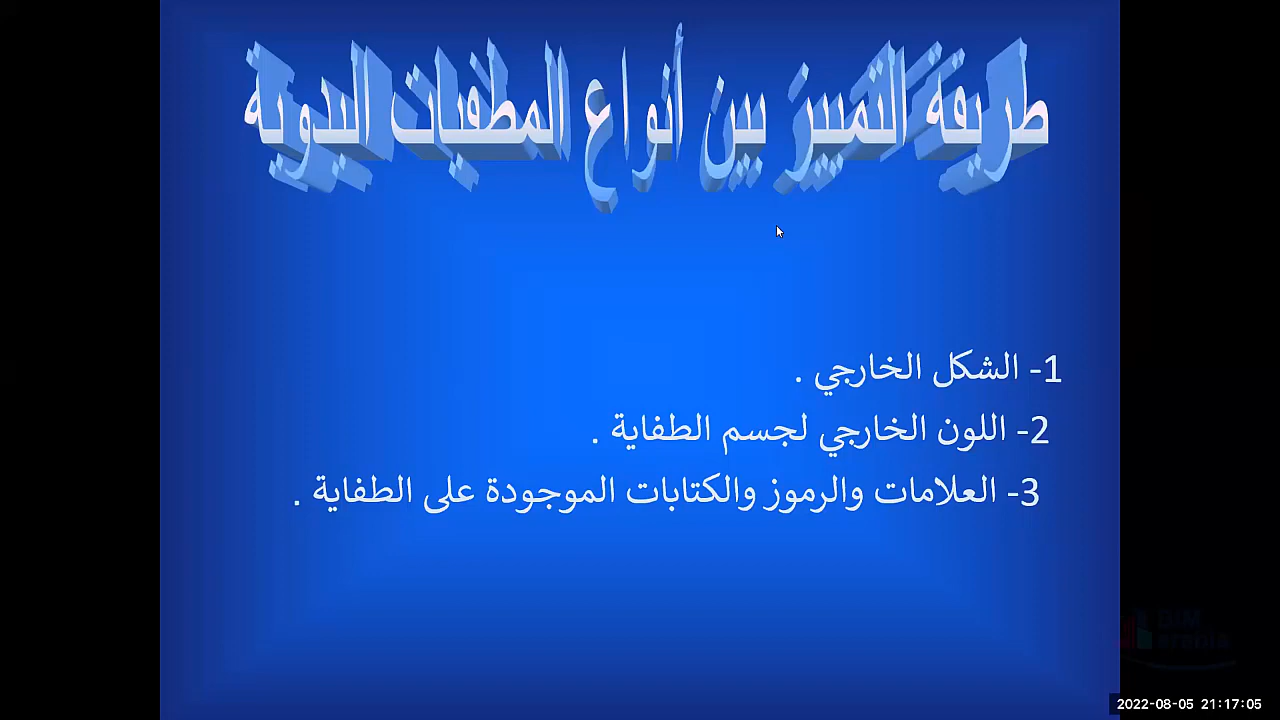 طريقة التمييز بين أنواع المطفيات اليدوية
1- الشكل الخارجي .
2- اللون الخارجي لجسم الطفاية .
3- العلامات والرموز والكتابات الموجودة على الطفاية .
2022-08-05 21:17:05